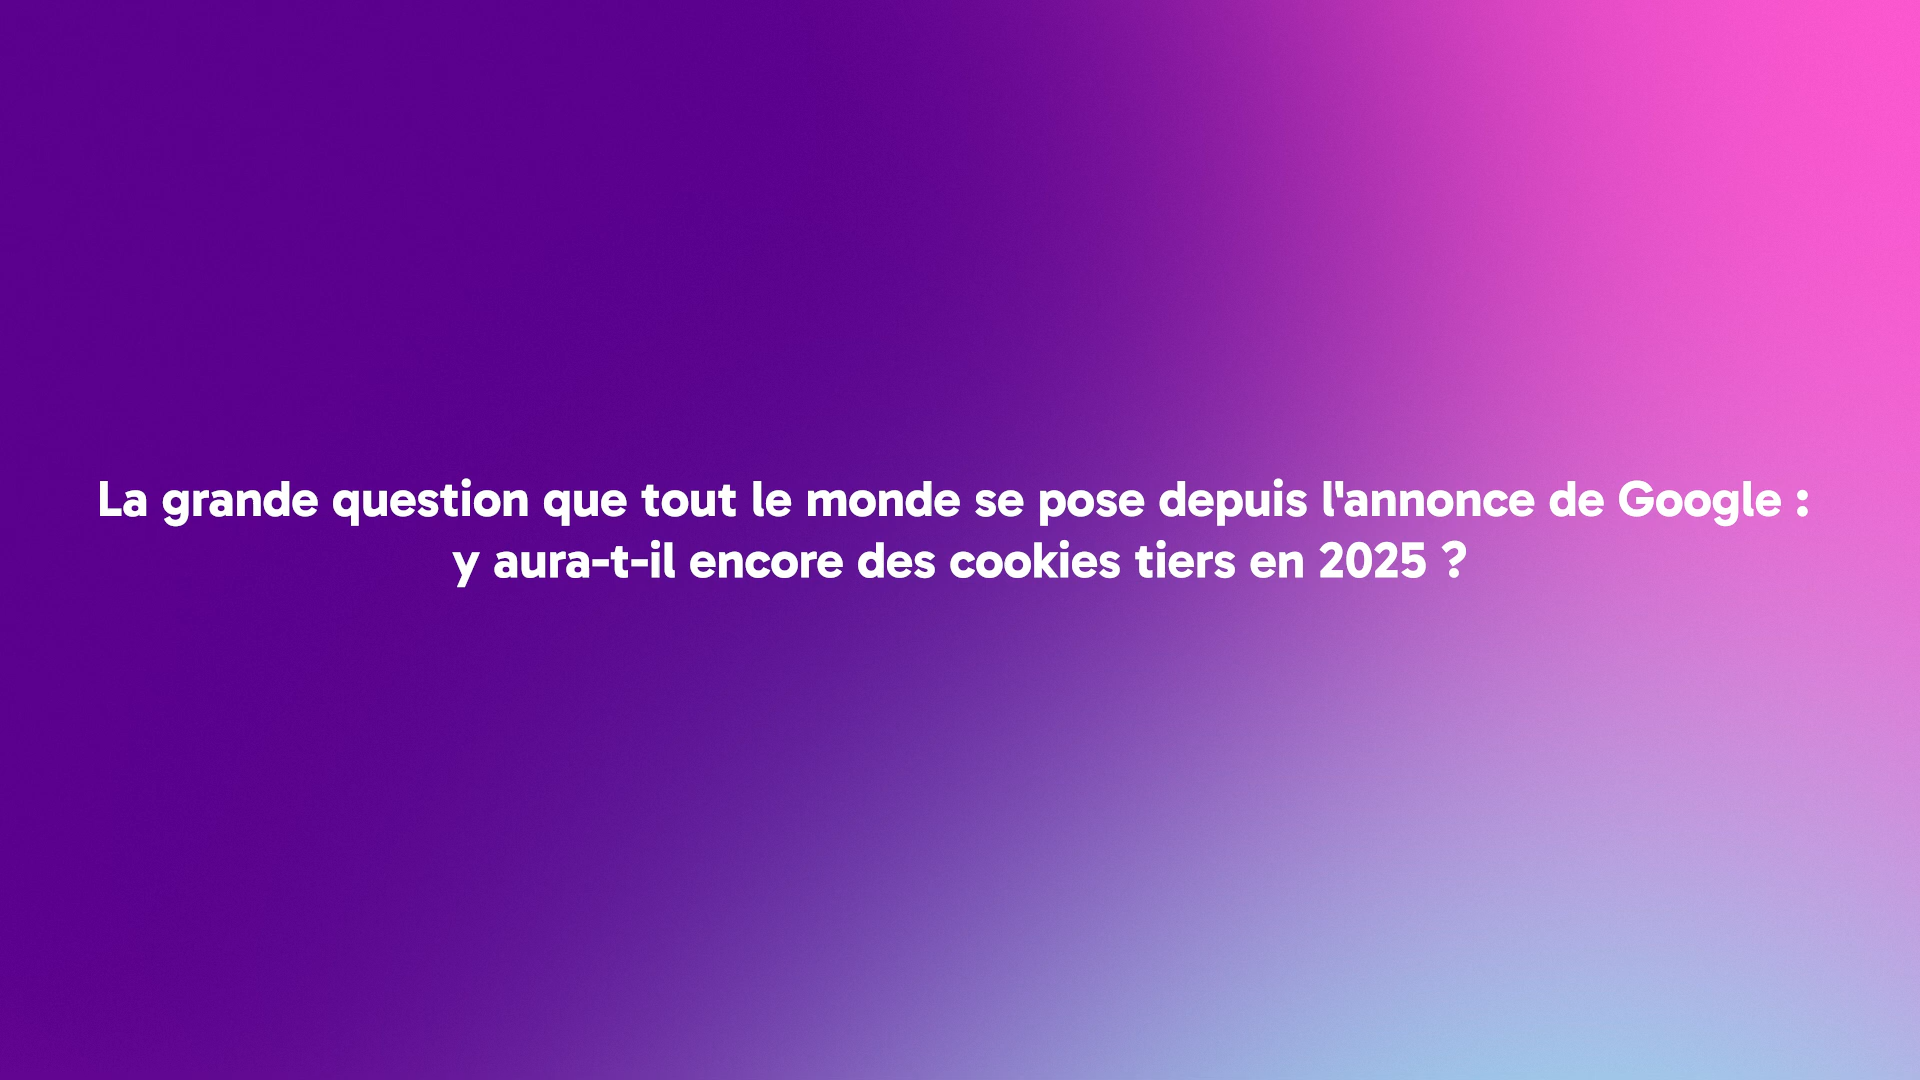 La grande question que tout le monde se pose depuis l'annonce de Google :
y aura-t-il encore des cookies tiers en 2025 ?